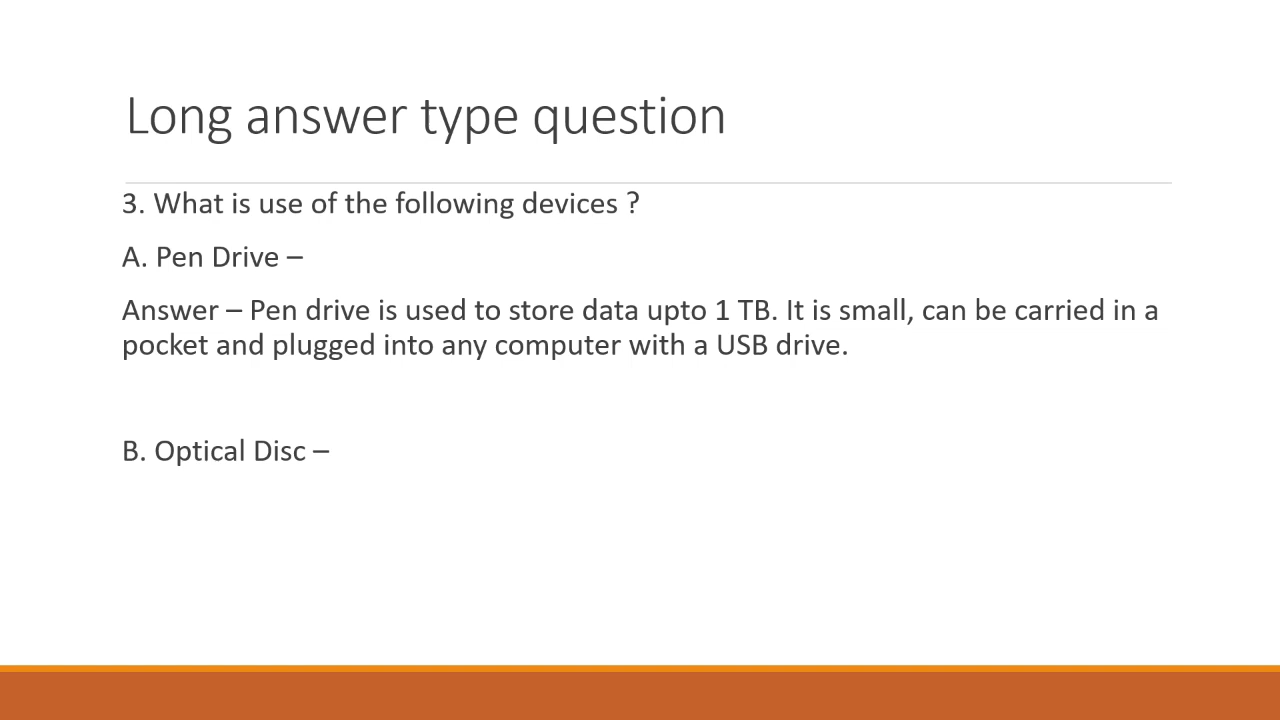 Long answer type question
3. What is use of the following devices ?
A. Pen Drive –
Answer – Pen drive is used to store data upto 1 TB. It is small, can be carried in a
pocket and plugged into any computer with a USB drive.
B. Optical Disc –